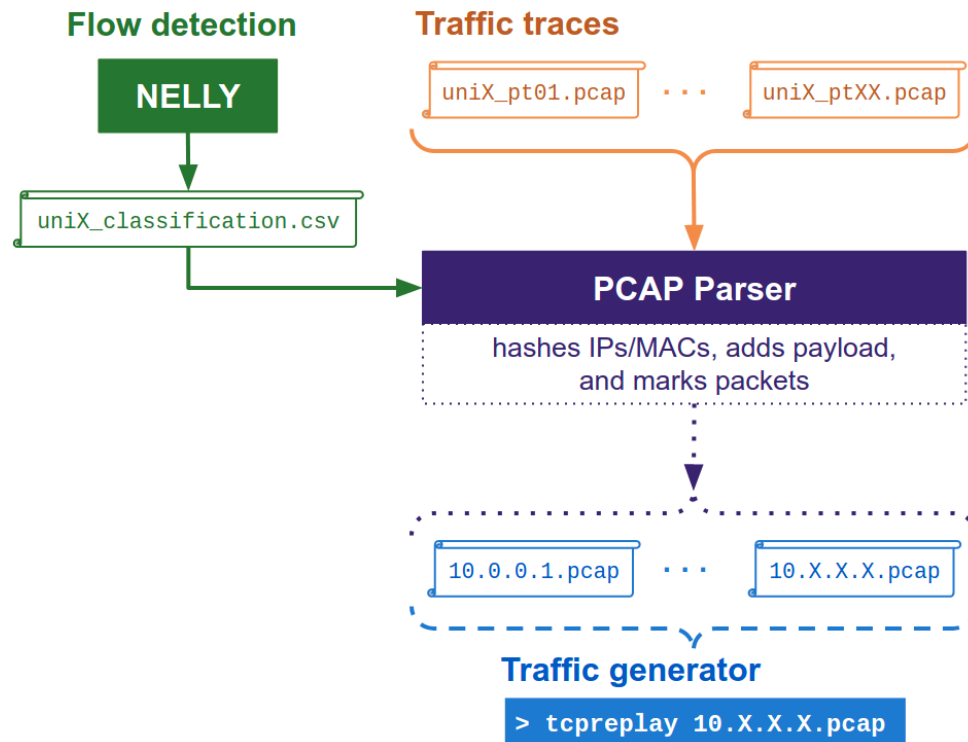 Flow detection
Traffic traces
NELLY
uniX_pt01.pcap
...
uniX_ptXX.pcap
uniX_classification.csv
PCAP Parser
hashes IPs/MACs, adds payload,
and marks packets
10.0.0.1.pcap
...
10.X.X.X.pcap
Traffic generator
> tcpreplay 10.X.X.X.pcap